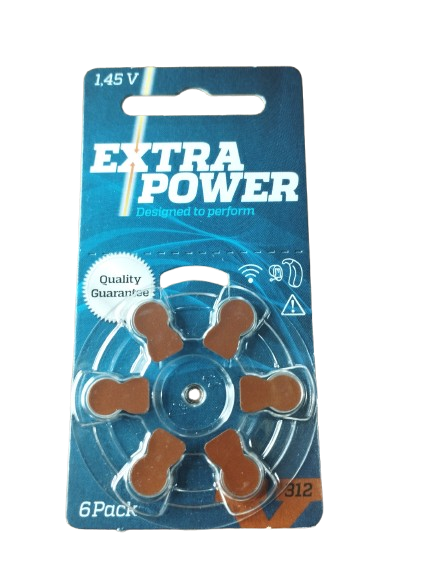 1,45 V
EXTRA
POWER
Designed to perform
Quality
Guarantee
312
6 Pack